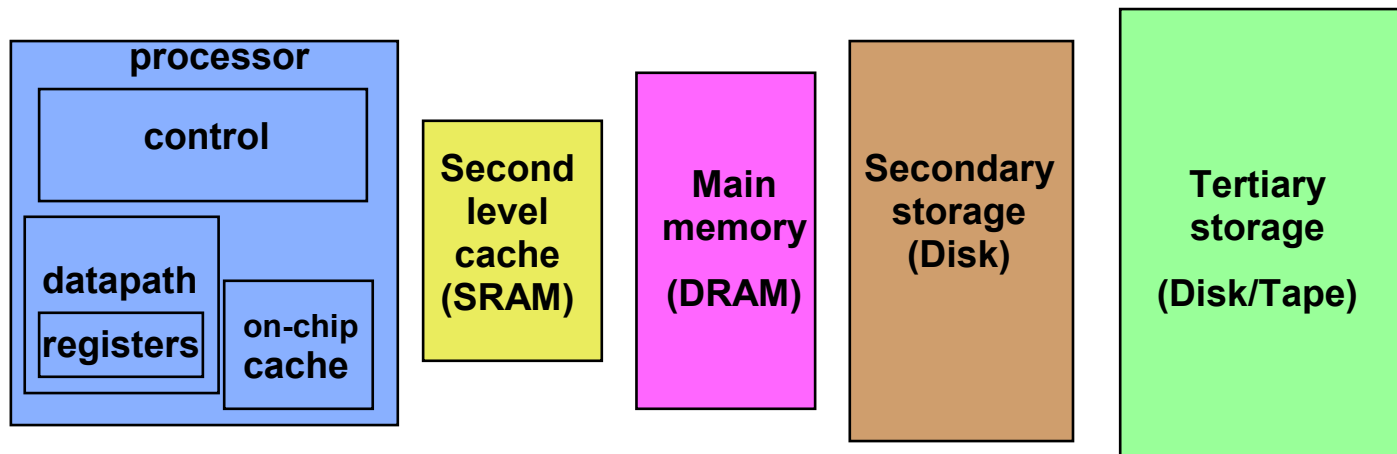 processor
control
datapath
registers
on-chip
cache
Second
level
cache
(SRAM)
Main
memory
(DRAM)
Secondary
storage
(Disk)
Tertiary
storage
(Disk/Tape)